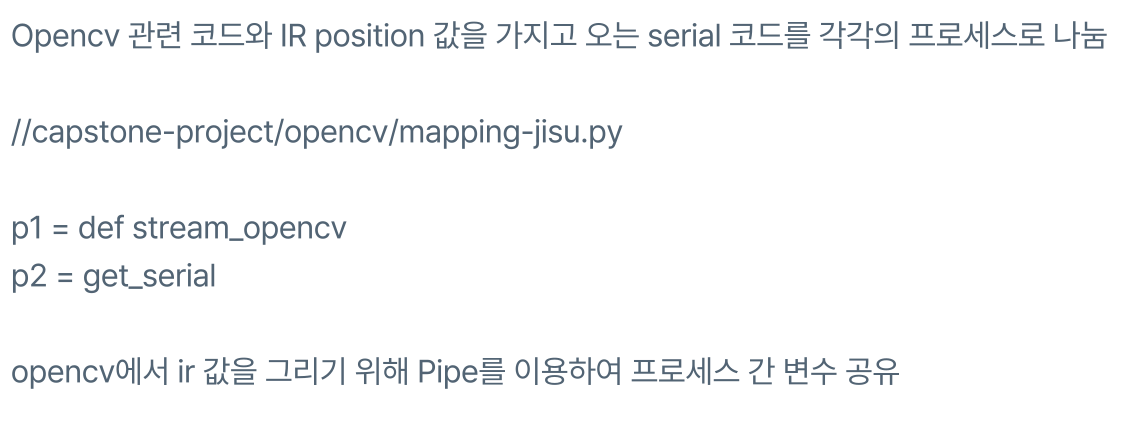 Opencv 관련 코드와 IR position 값을 가지고 오는 serial 코드를 각각의 프로세스로 나눔
//capstone-project/opencv/mapping-jisu.py
p1 = def stream_opencv
p2 = get_serial
opencv에서 ir 값을 그리기 위해 Pipe를 이용하여 프로세스 간 변수 공유